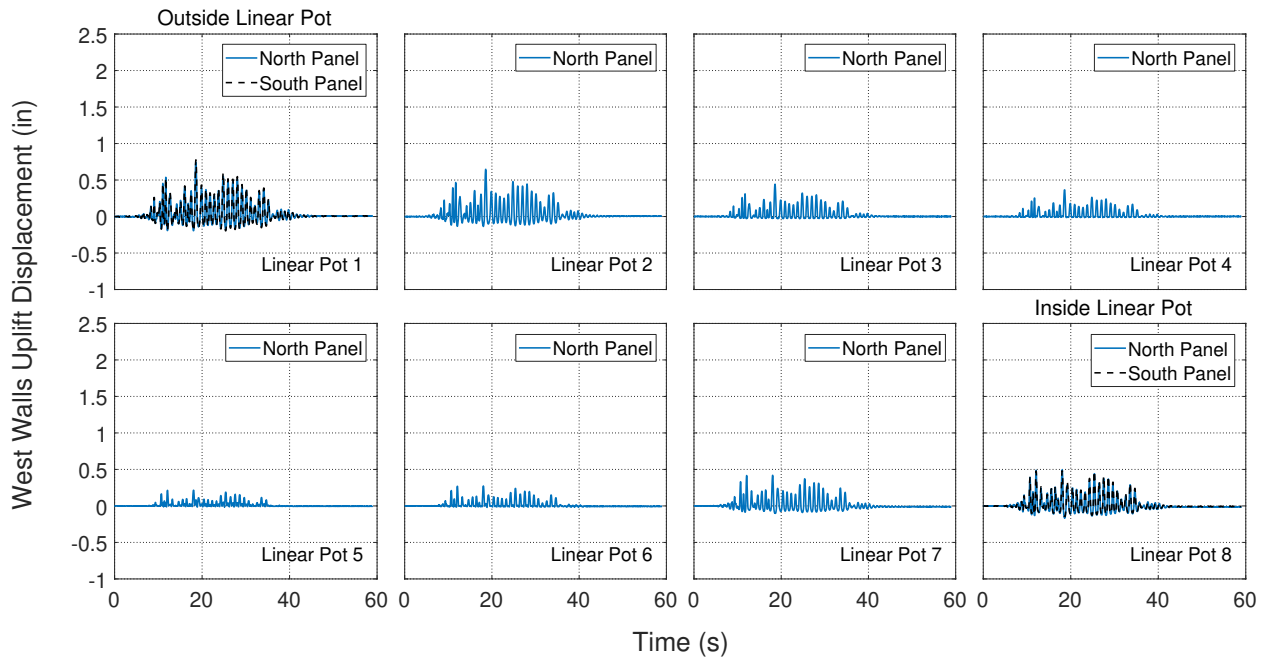 Outside Linear Pot
West Walls Uplift Displacement (in)
2.5
2
1.5
1
0.5
0
-0.5
-1
North Panel
South Panel
Linear Pot 1
North Panel
Linear Pot 2
North Panel
Linear Pot 3
North Panel
Linear Pot 4
Inside Linear Pot
2.5
2
1.5
1
0.5
0
-0.5
-1
North Panel
Linear Pot 5
0 20 40 60
North Panel
Linear Pot 6
0 20 40 60
North Panel
Linear Pot 7
0 20 40 60
North Panel
South Panel
Linear Pot 8
0 20 40 60
Time (s)